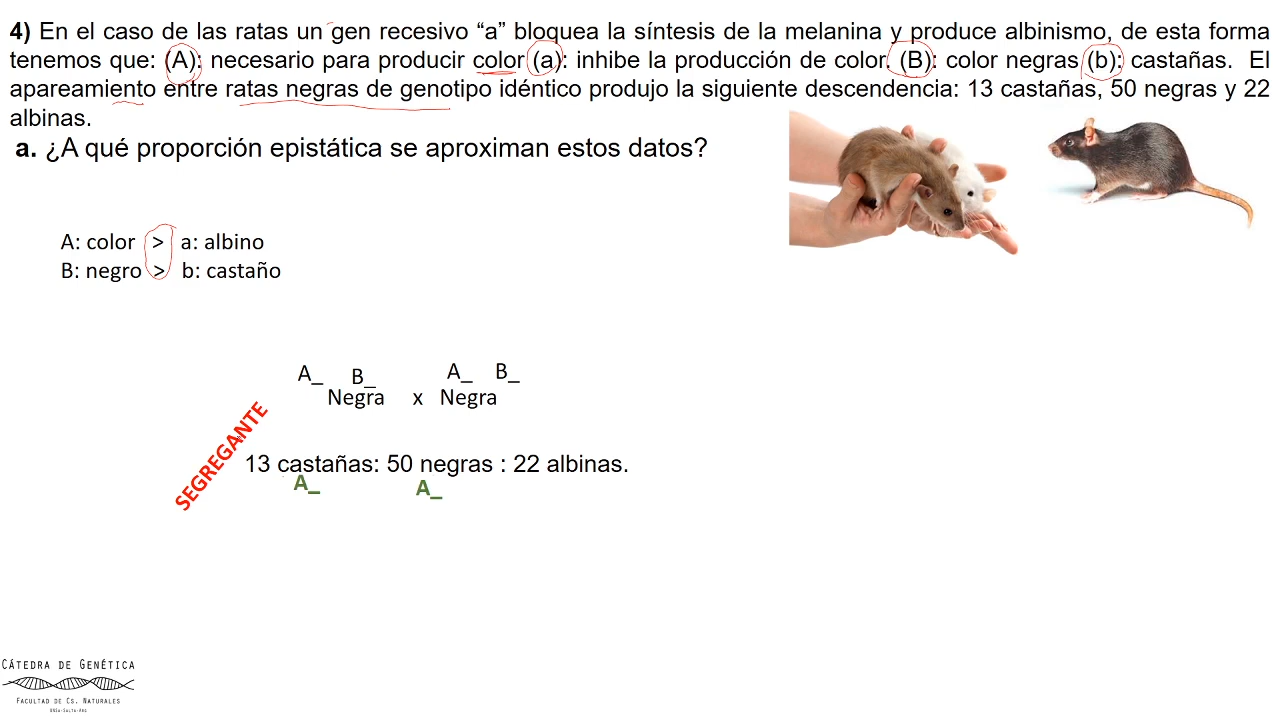 4) En el caso de las ratas un gen recesivo “a” bloquea la síntesis de la melanina y produce albinismo, de esta forma
tenemos que: (A): necesario para producir color (a): inhibe la producción de color. (B): color negras (b): castañas. El
apareamiento entre ratas negras de genotipo idéntico produjo la siguiente descendencia: 13 castañas, 50 negras y 22
albinas.
a. ¿A qué proporción epistática se aproximan estos datos?
A: color > a: albino
B: negro > b: castaño
A_ B_ A_ B_
Negra x Negra
SEGREGANTE
13 castañas: 50 negras : 22 albinas.
A_ A_
CÁTEDRA DE GENÉTICA
FACULTAD DE CS. NATURALES
UNSa-SALTA-ARG